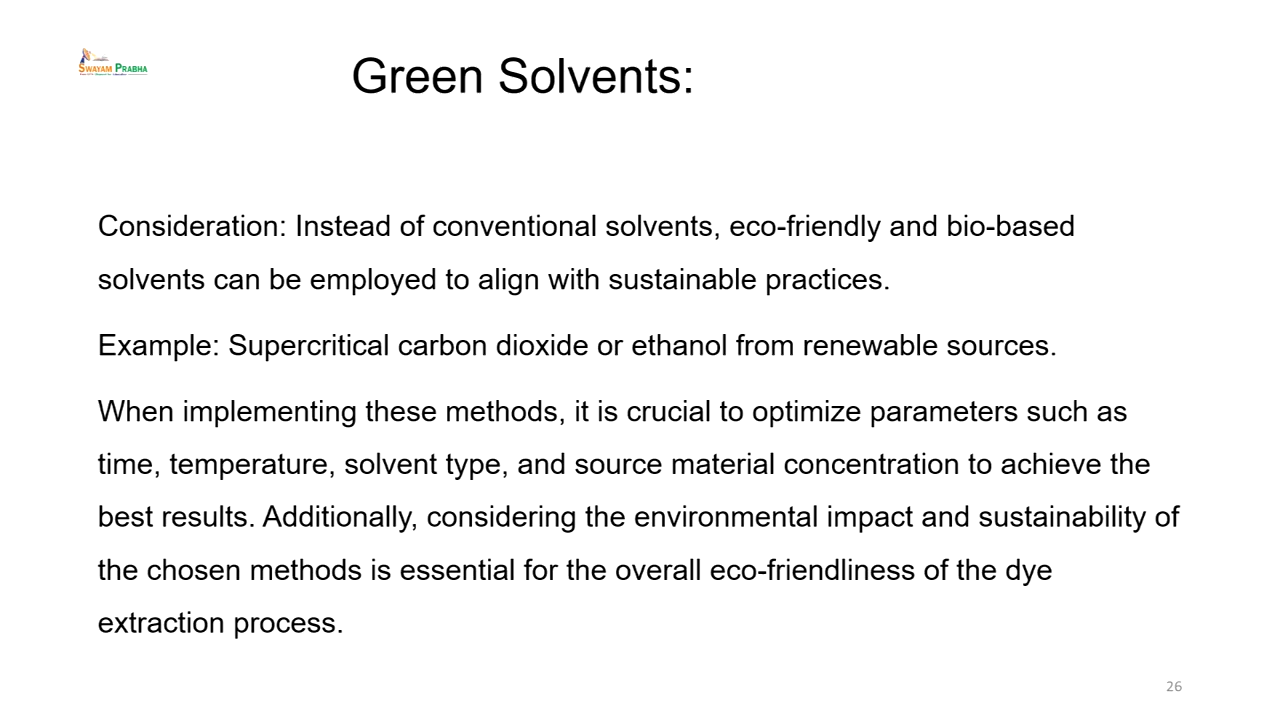 SWAYAM PRABHA
Green Solvents:
Consideration: Instead of conventional solvents, eco-friendly and bio-based
solvents can be employed to align with sustainable practices.
Example: Supercritical carbon dioxide or ethanol from renewable sources.
When implementing these methods, it is crucial to optimize parameters such as
time, temperature, solvent type, and source material concentration to achieve the
best results. Additionally, considering the environmental impact and sustainability of
the chosen methods is essential for the overall eco-friendliness of the dye
extraction process.
26